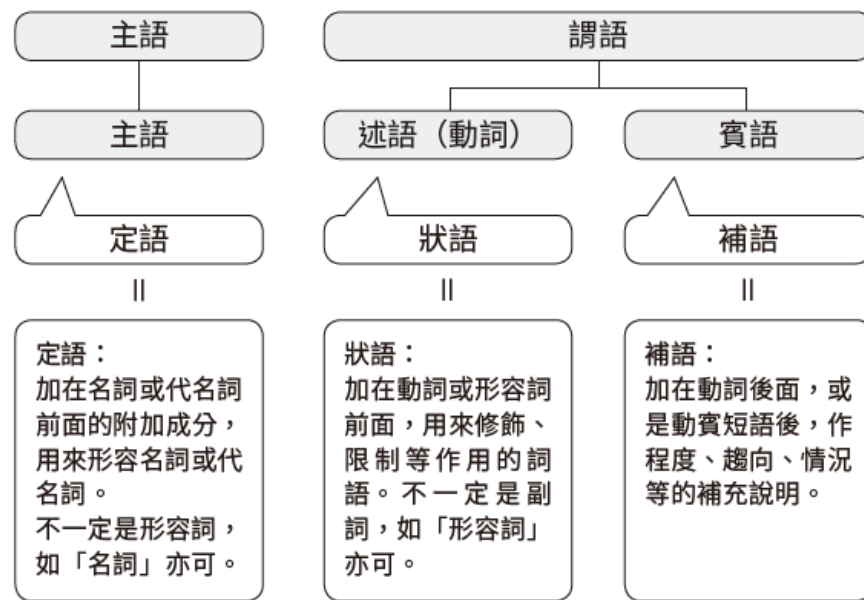 主語
謂語
主語
述語（動詞）
賓語
定語
狀語
補語
=
=
=
定語：
加在名詞或代名詞
前面的附加成分，
用來形容名詞或代
名詞。
不一定是形容詞，
如「名詞」亦可。
狀語：
加在動詞或形容詞
前面，用來修飾、
限制等作用的詞
語。不一定是副
詞，如「形容詞」
亦可。
補語：
加在動詞後面，或
是動賓短語後，作
程度、趨向、情況
等的補充說明。